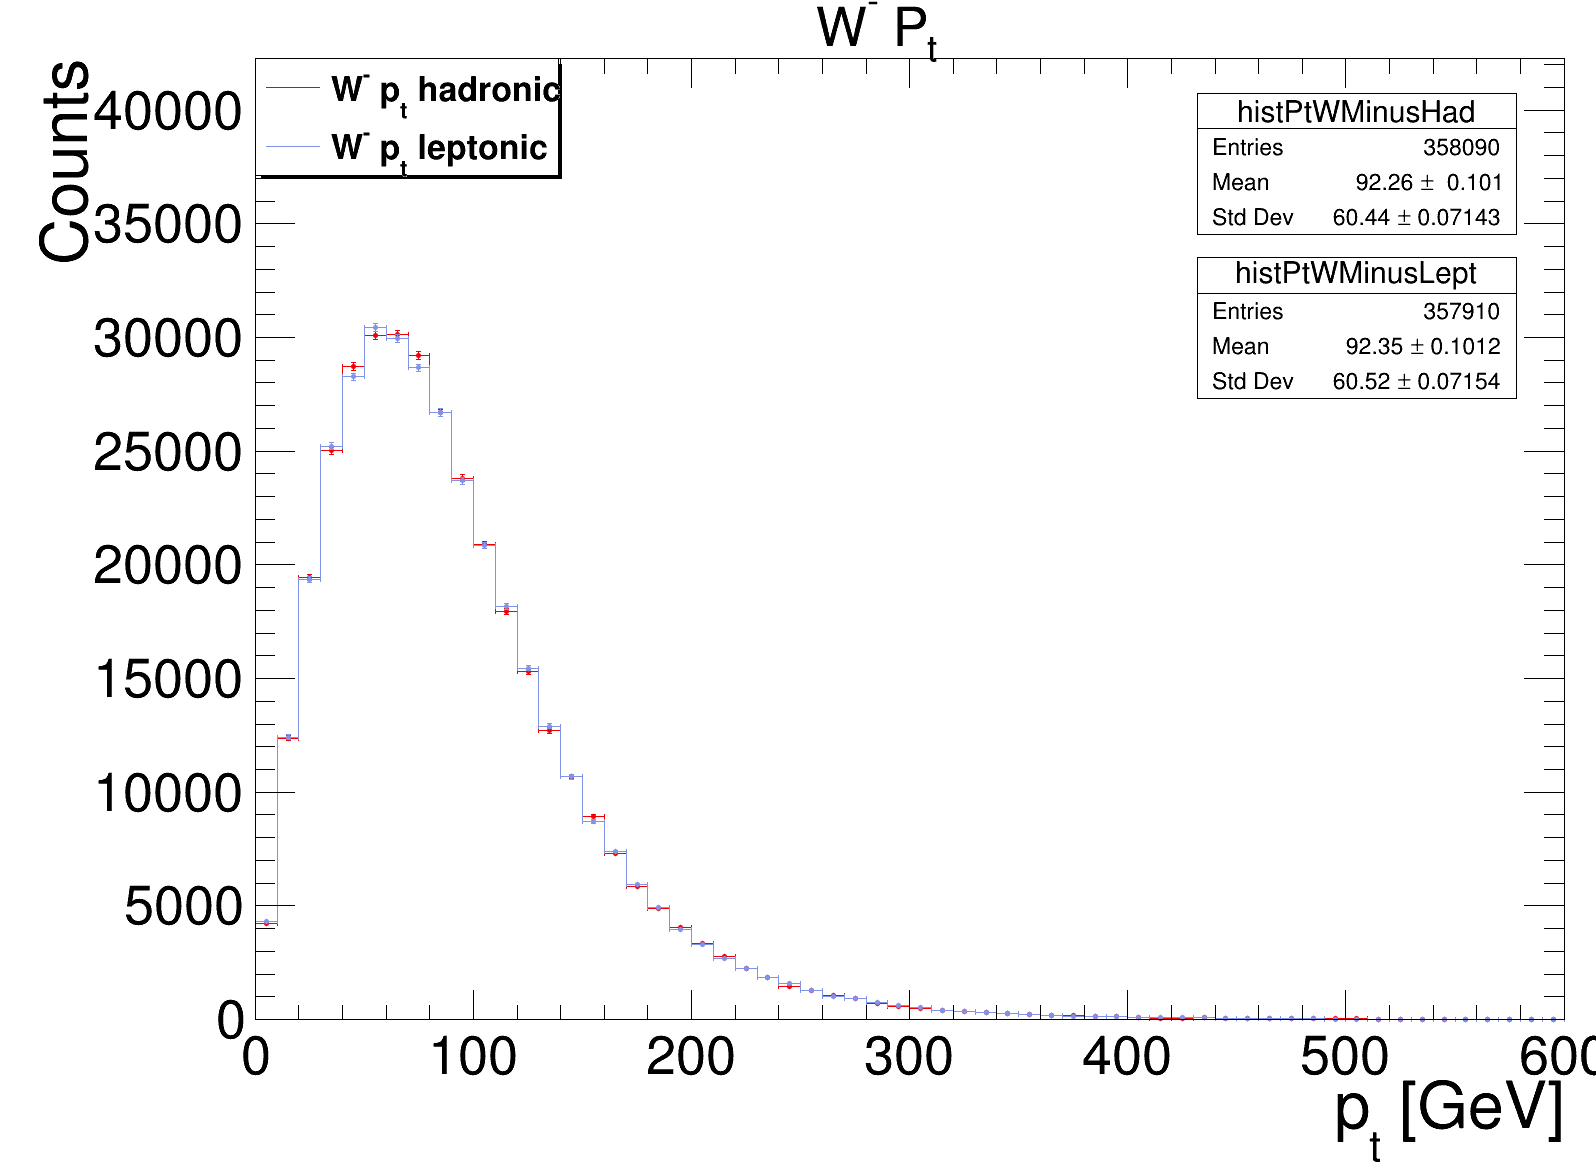 W⁻ Pₜ
Counts
W⁻ pₜ hadronic
W⁻ pₜ leptonic
histPtWMinusHad
Entries 358090
Mean 92.26 ± 0.101
Std Dev 60.44 ± 0.07143
histPtWMinusLept
Entries 357910
Mean 92.35 ± 0.1012
Std Dev 60.52 ± 0.07154
40000
35000
30000
25000
20000
15000
10000
5000
0
0 100 200 300 400 500 600
pₜ [GeV]